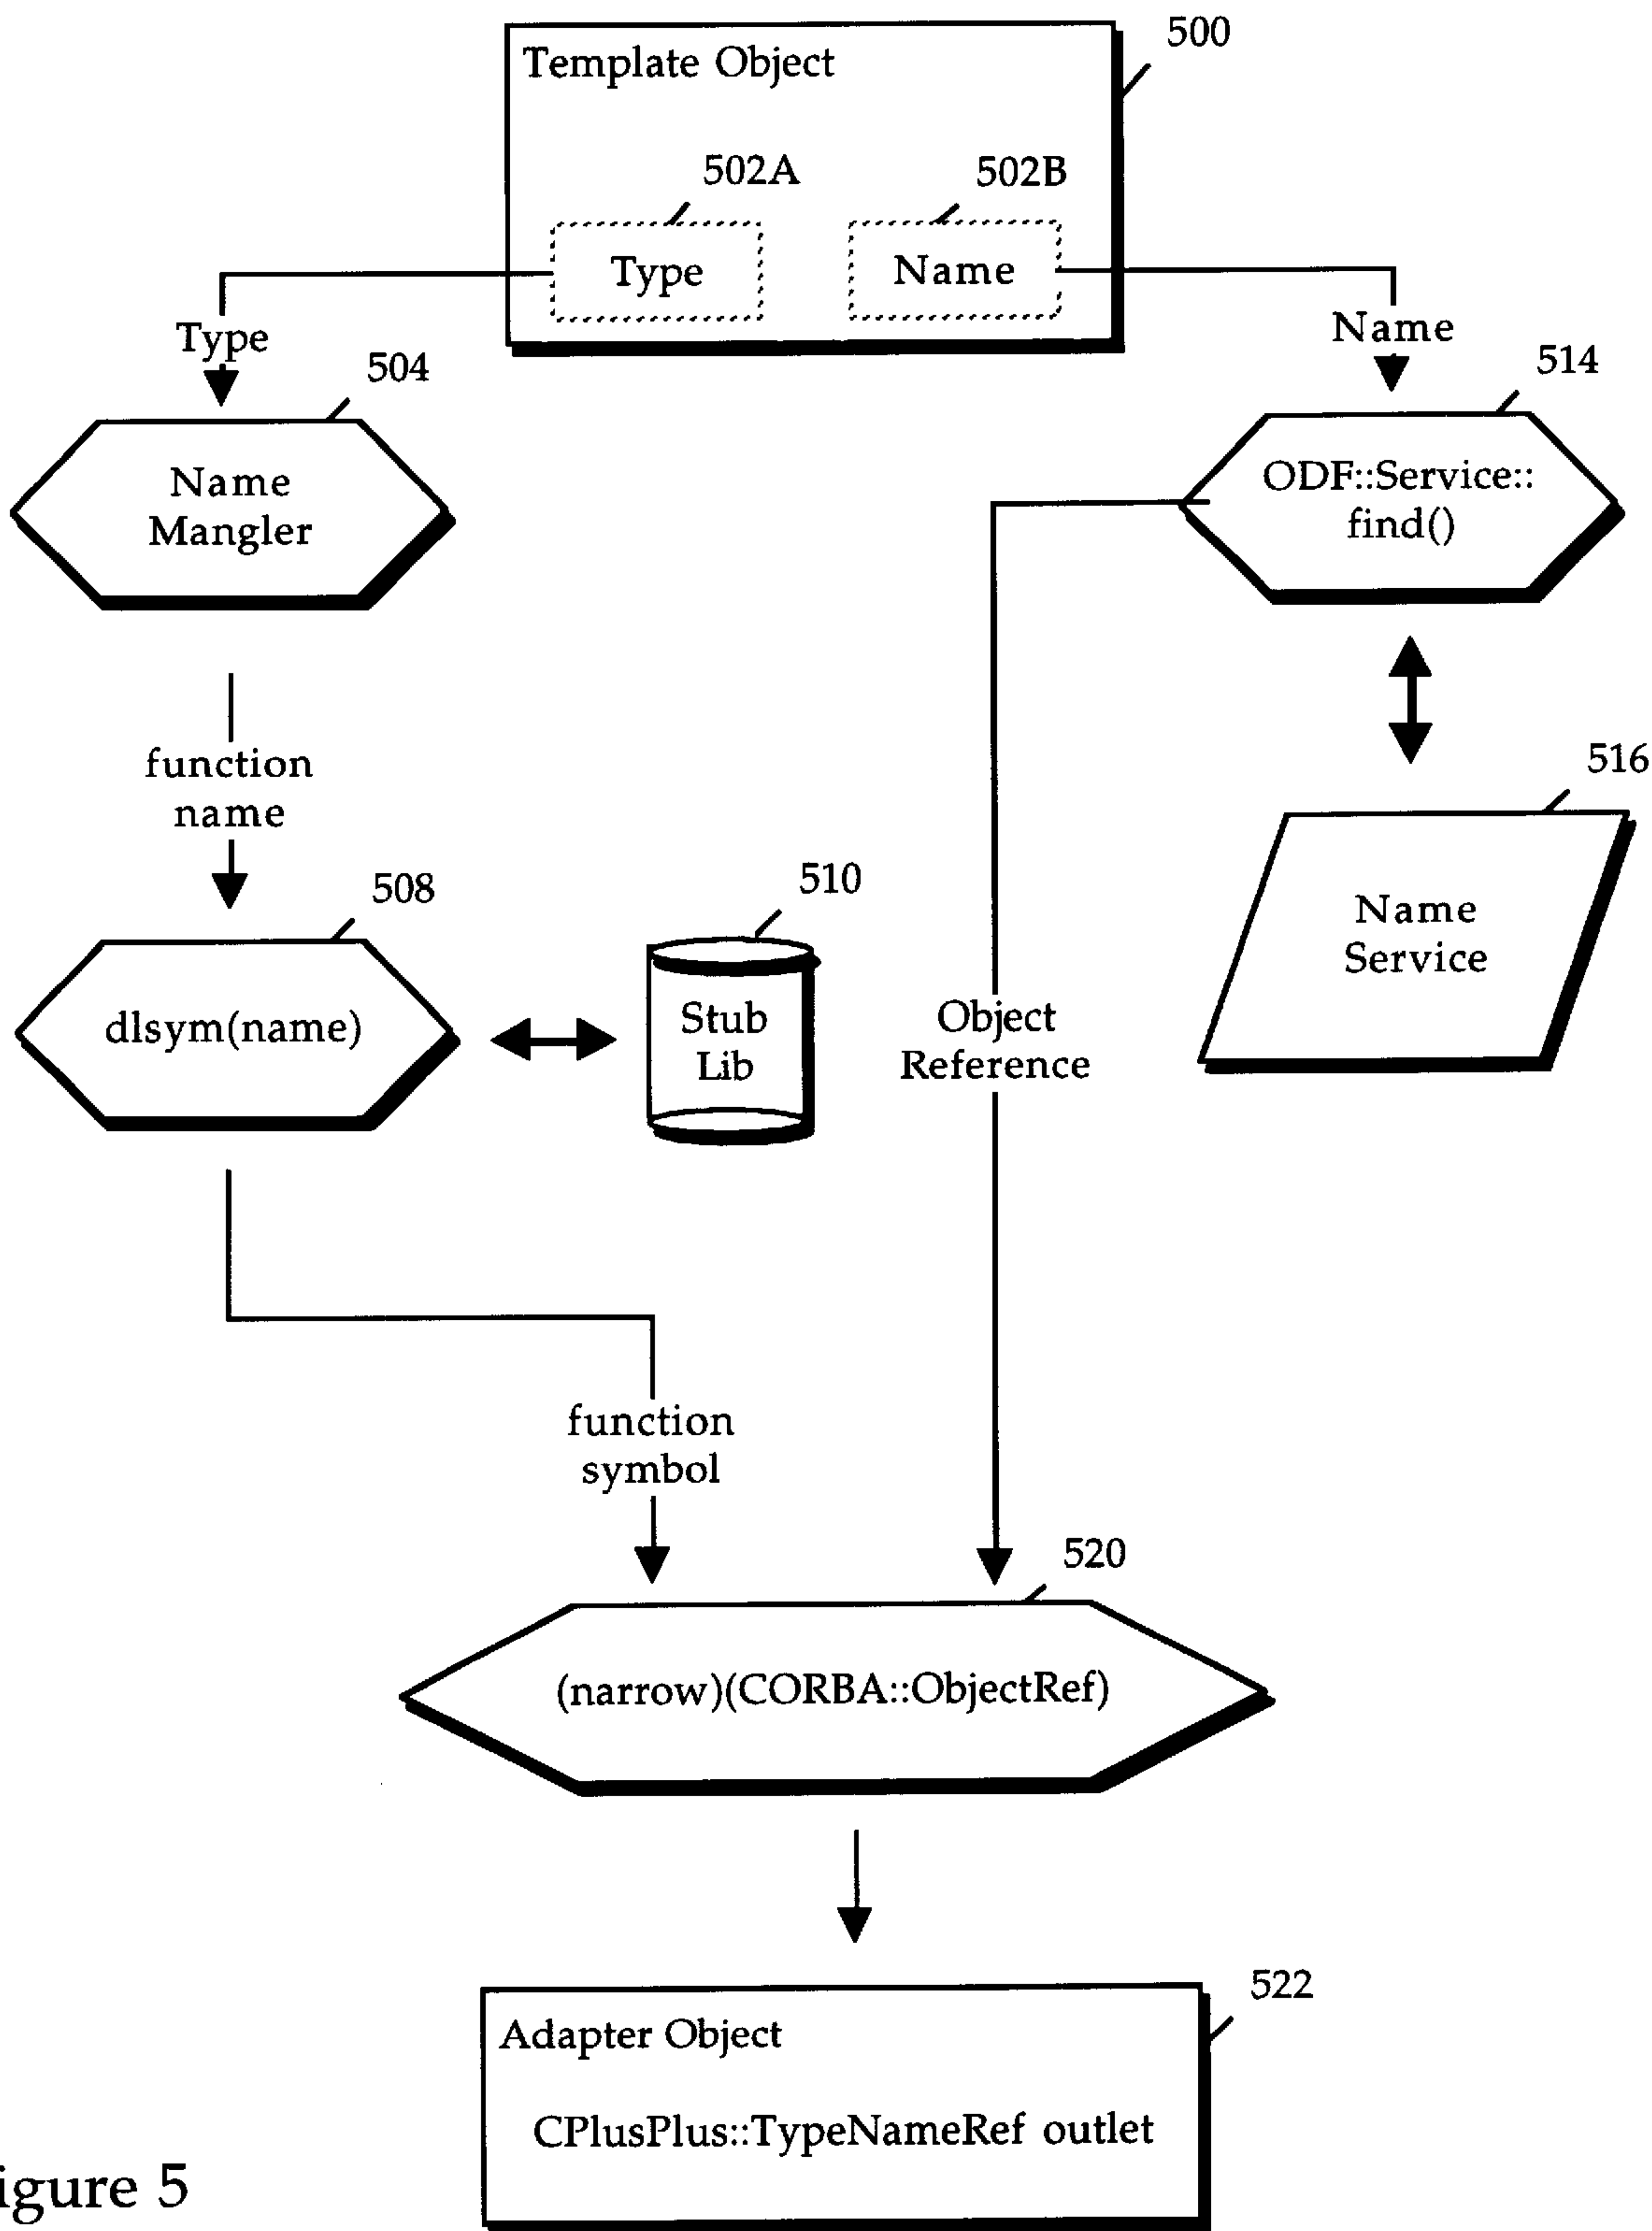 500
Template Object
502A
502B
Type
Name
Type
Name
504
514
Name
Mangler
ODF::Service::
find()
function
name
516
508
510
Name
Service
dlsym(name)
Stub
Lib
Object
Reference
function
symbol
520
(narrow)(CORBA::ObjectRef)
522
Adapter Object
CPlusPlus::TypeNameRef outlet
igure 5